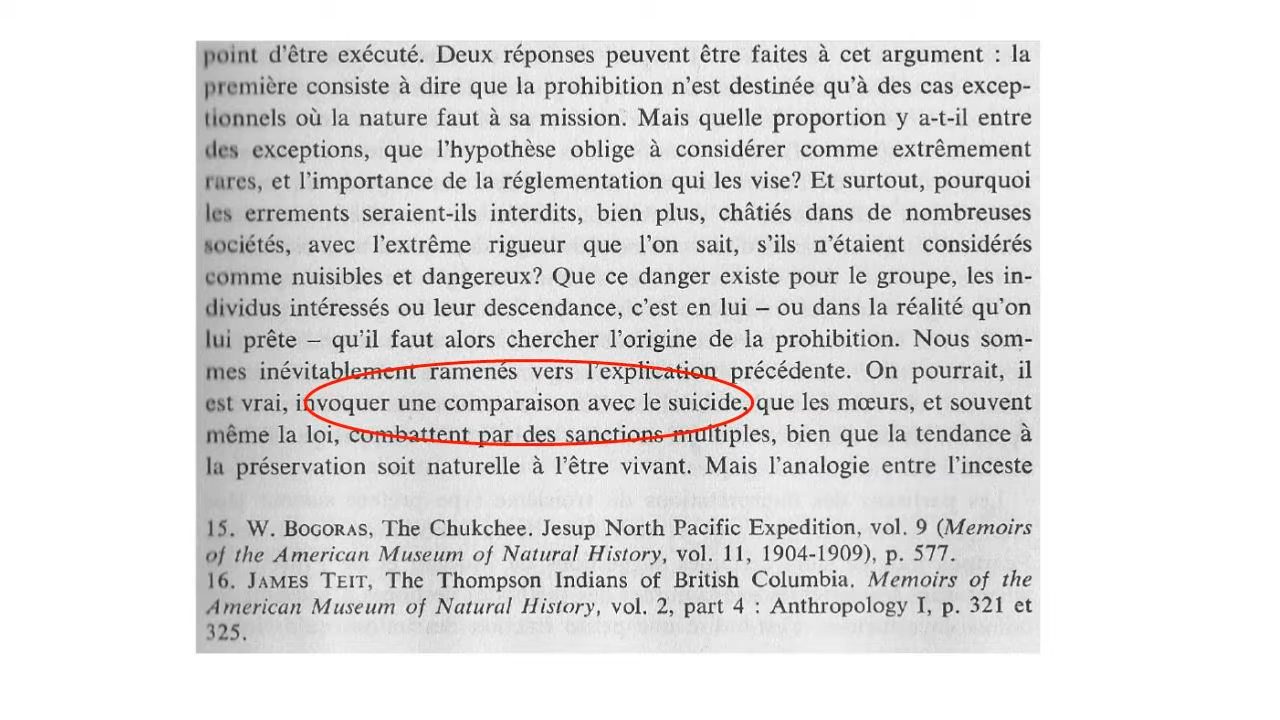 point d'être exécuté. Deux réponses peuvent être faites à cet argument : la
première consiste à dire que la prohibition n'est destinée qu'à des cas excep-
tionnels où la nature faut à sa mission. Mais quelle proportion y a-t-il entre
des exceptions, que l'hypothèse oblige à considérer comme extrêmement
rares, et l'importance de la réglementation qui les vise? Et surtout, pourquoi
les errements seraient-ils interdits, bien plus, châtiés dans de nombreuses
sociétés, avec l'extrême rigueur que l'on sait, s'ils n'étaient considérés
comme nuisibles et dangereux? Que ce danger existe pour le groupe, les in-
dividus intéressés ou leur descendance, c'est en lui – ou dans la réalité qu'on
lui prête – qu'il faut alors chercher l'origine de la prohibition. Nous som-
mes inévitablement ramenés vers l'explication précédente. On pourrait, il
est vrai, invoquer une comparaison avec le suicide, que les mœurs, et souvent
même la loi, combattent par des sanctions multiples, bien que la tendance à
la préservation soit naturelle à l'être vivant. Mais l'analogie entre l'inceste
15. W. BOGORAS, The Chukchee. Jesup North Pacific Expedition, vol. 9 (Memoirs
of the American Museum of Natural History, vol. 11, 1904-1909), p. 577.
16. JAMES TEIT, The Thompson Indians of British Columbia. Memoirs of the
American Museum of Natural History, vol. 2, part 4 : Anthropology I, p. 321 et
325.